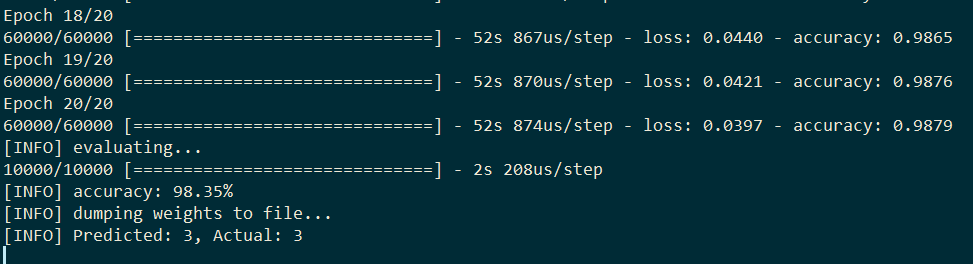 Epoch 18/20
60000/60000 [==============================] - 52s 867us/step - loss: 0.0440 - accuracy: 0.9865
Epoch 19/20
60000/60000 [==============================] - 52s 870us/step - loss: 0.0421 - accuracy: 0.9876
Epoch 20/20
60000/60000 [==============================] - 52s 874us/step - loss: 0.0397 - accuracy: 0.9879
[INFO] evaluating...
10000/10000 [==============================] - 2s 208us/step
[INFO] accuracy: 98.35%
[INFO] dumping weights to file...
[INFO] Predicted: 3, Actual: 3